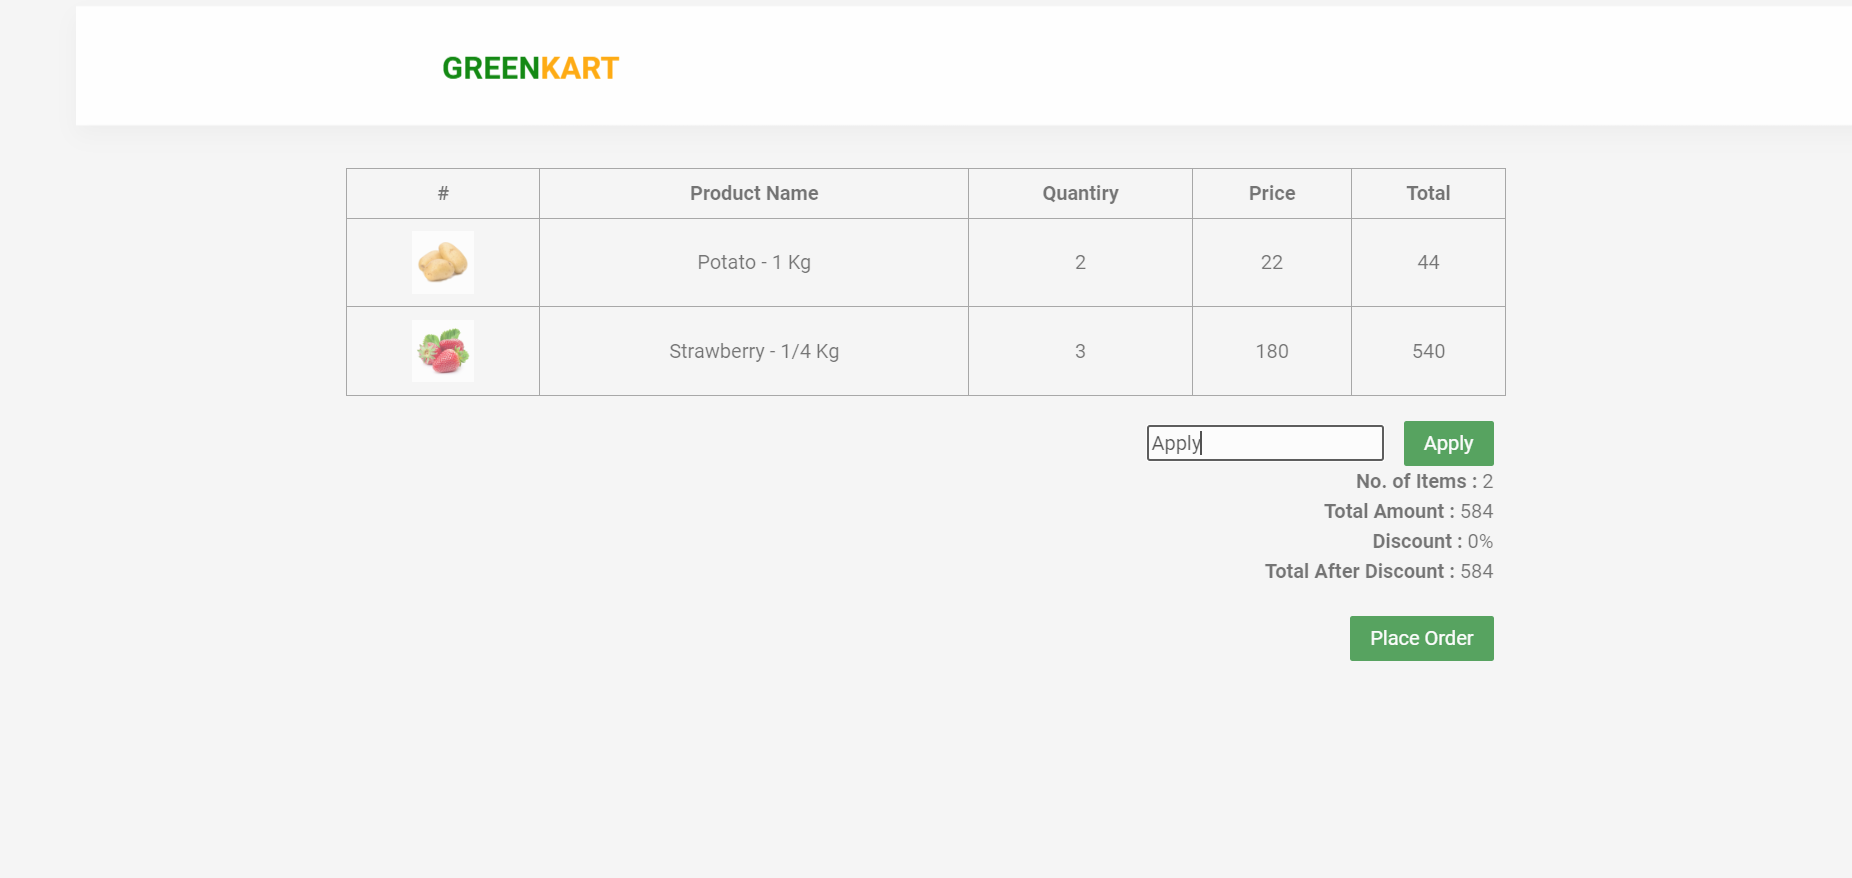 GREENKART
# Product Name Quantiry Price Total
Potato - 1 Kg 2 22 44
Strawberry - 1/4 Kg 3 180 540
Apply Apply
No. of Items : 2
Total Amount : 584
Discount : 0%
Total After Discount : 584
Place Order